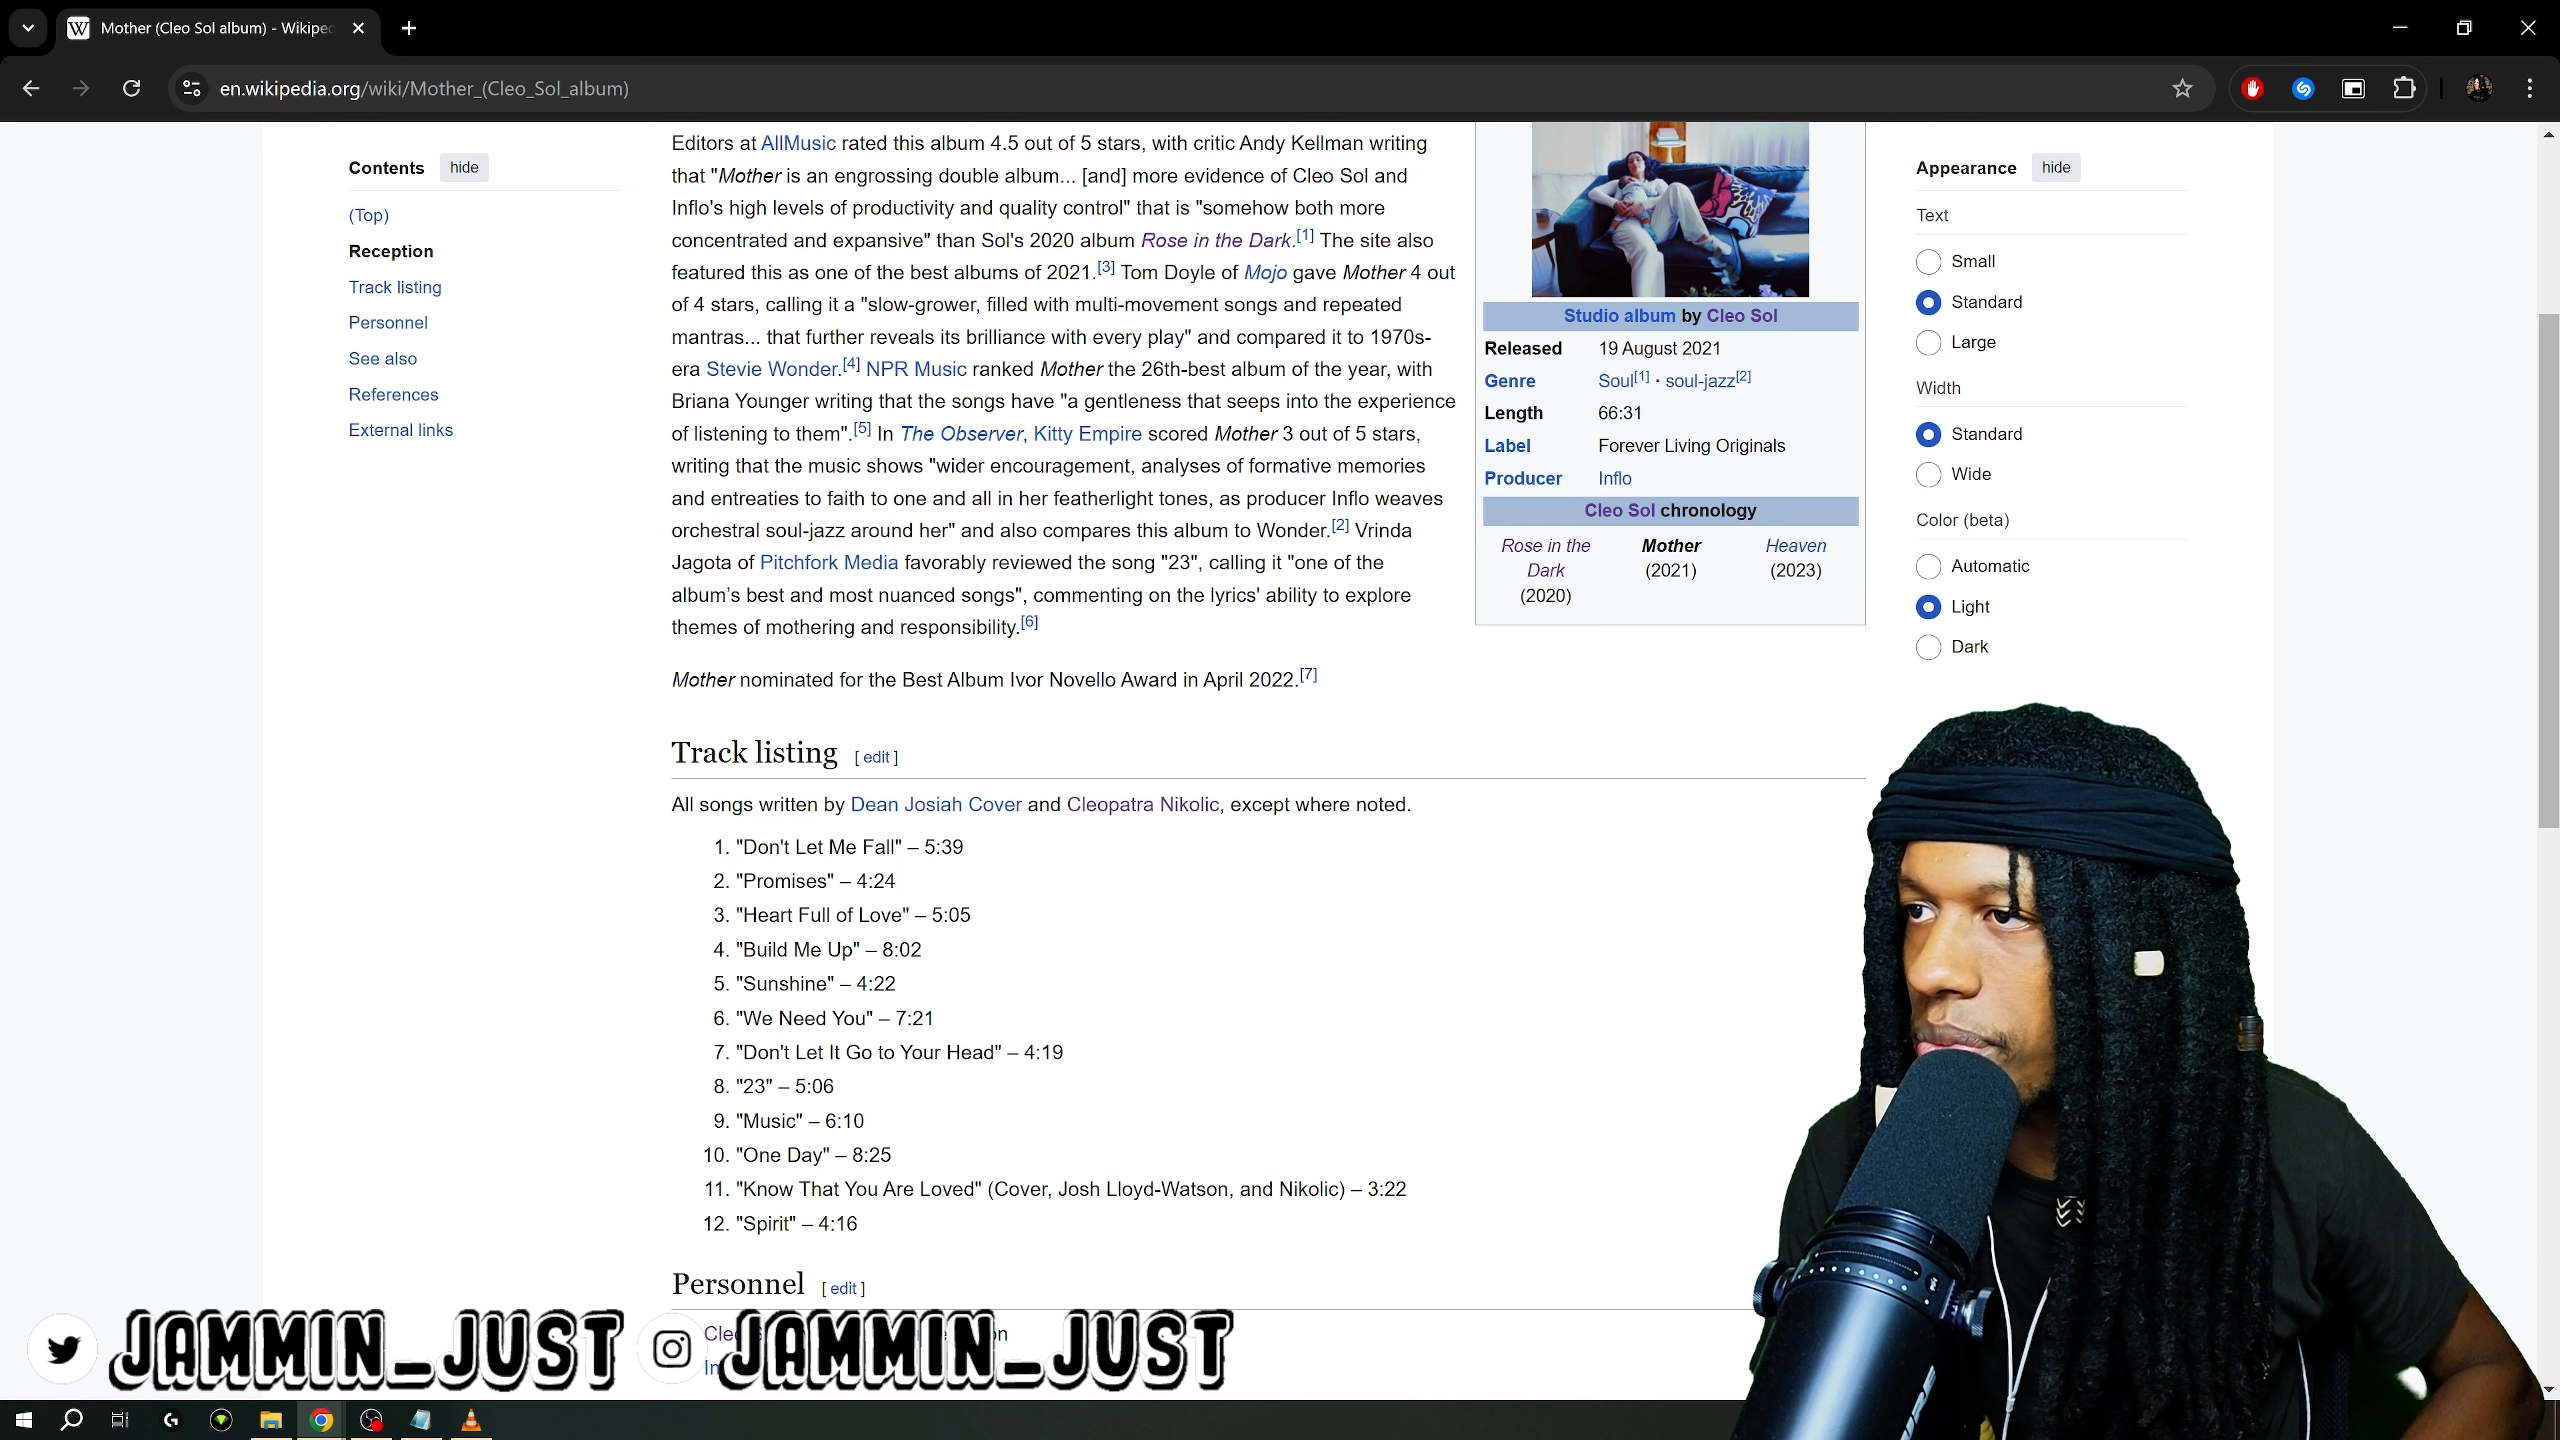 Mother (Cleo Sol album) - Wikiped
en.wikipedia.org/wiki/Mother_(Cleo_Sol_album)
Contents hide
(Top)
Reception
Track listing
Personnel
See also
References
External links
Editors at AllMusic rated this album 4.5 out of 5 stars, with critic Andy Kellman writing
that "Mother is an engrossing double album... [and] more evidence of Cleo Sol and
Inflo's high levels of productivity and quality control" that is "somehow both more
concentrated and expansive" than Sol's 2020 album Rose in the Dark.[1] The site also
featured this as one of the best albums of 2021.[3] Tom Doyle of Mojo gave Mother 4 out
of 4 stars, calling it a "slow-grower, filled with multi-movement songs and repeated
mantras... that further reveals its brilliance with every play" and compared it to 1970s-
era Stevie Wonder.[4] NPR Music ranked Mother the 26th-best album of the year, with
Briana Younger writing that the songs have "a gentleness that seeps into the experience
of listening to them".[5] In The Observer, Kitty Empire scored Mother 3 out of 5 stars,
writing that the music shows "wider encouragement, analyses of formative memories
and entreaties to faith to one and all in her featherlight tones, as producer Inflo weaves
orchestral soul-jazz around her" and also compares this album to Wonder.[2] Vrinda
Jagota of Pitchfork Media favorably reviewed the song "23", calling it "one of the
album's best and most nuanced songs", commenting on the lyrics' ability to explore
themes of mothering and responsibility.[6]
Mother nominated for the Best Album Ivor Novello Award in April 2022.[7]
Studio album by Cleo Sol
Released 19 August 2021
Genre Soul[1] · soul-jazz[2]
Length 66:31
Label Forever Living Originals
Producer Inflo
Cleo Sol chronology
Rose in the Mother Heaven
Dark (2021) (2023)
(2020)
Appearance hide
Text
Small
Standard
Large
Width
Standard
Wide
Color (beta)
Automatic
Light
Dark
Track listing [ edit ]
All songs written by Dean Josiah Cover and Cleopatra Nikolic, except where noted.
1. "Don't Let Me Fall" – 5:39
2. "Promises" – 4:24
3. "Heart Full of Love" – 5:05
4. "Build Me Up" – 8:02
5. "Sunshine" – 4:22
6. "We Need You" – 7:21
7. "Don't Let It Go to Your Head" – 4:19
8. "23" – 5:06
9. "Music" – 6:10
10. "One Day" – 8:25
11. "Know That You Are Loved" (Cover, Josh Lloyd-Watson, and Nikolic) – 3:22
12. "Spirit" – 4:16
Personnel [ edit ]
JAMMIN_JUST JAMMIN_JUST